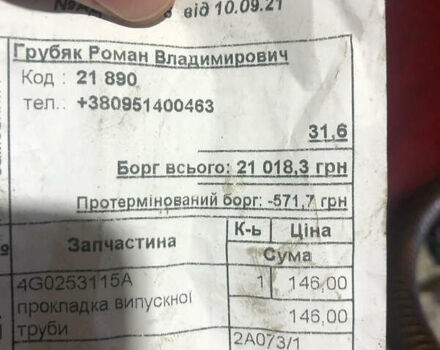 від 10.09.21
Грубяк Роман Владимирович
Код : 21 890
тел.: +380951400463
31,6
Борг всього: 21 018,3 грн
Протермінований борг: -571,7 грн
№ Запчастина К-ь Ціна
Сума
4G0253115A 1 146,00
прокладка випускної
труби 146,00
2A073/1